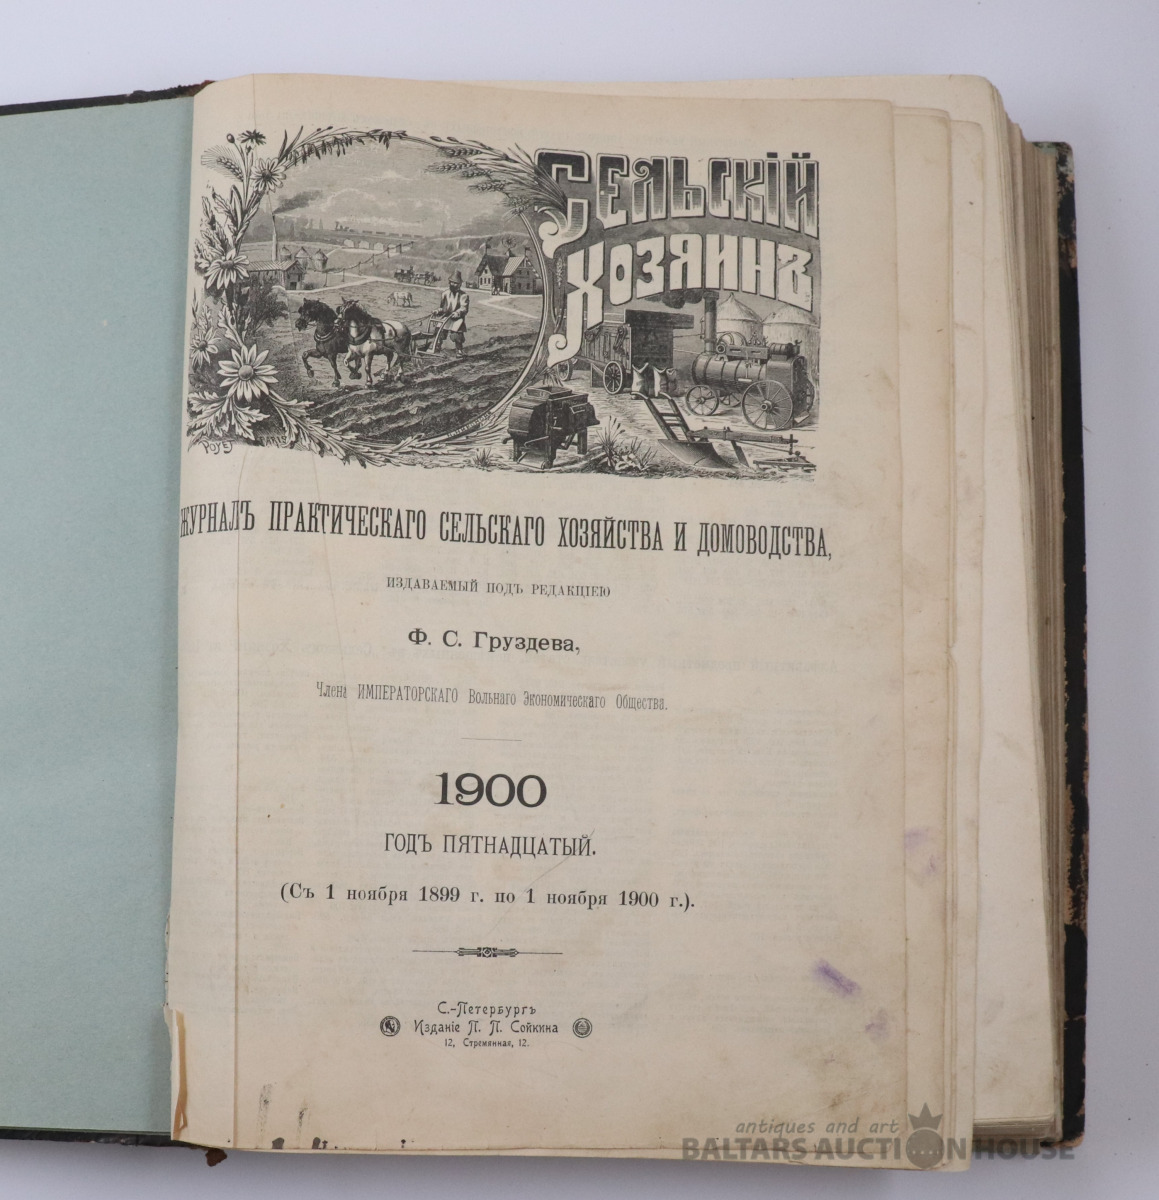 СЕЛЬСКІЙ
ХОЗЯИНЪ
POYET PARIS
ЖУРНАЛЪ ПРАКТИЧЕСКАГО СЕЛЬСКАГО ХОЗЯЙСТВА И ДОМОВОДСТВА,
ИЗДАВАЕМЫЙ ПОДЪ РЕДАКЦІЕЮ
Ф. С. Груздева,
Члена ИМПЕРАТОРСКАГО Вольнаго Экономическаго Общества.
1900
ГОДЪ ПЯТНАДЦАТЫЙ.
(Съ 1 ноября 1899 г. по 1 ноября 1900 г.).
С.-Петербургъ
Изданіе П. П. Сойкина
12, Стремянная, 12.
antiques and art
BALTARS AUCTION HOUSE